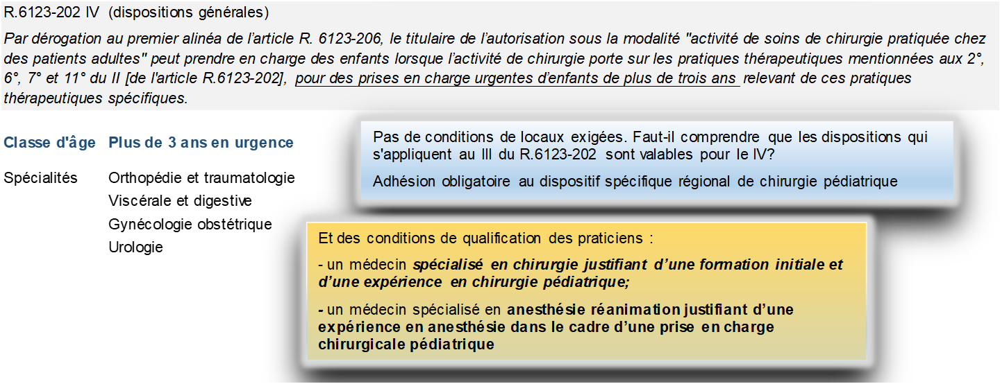 R.6123-202 IV (dispositions générales)
Par dérogation au premier alinéa de l’article R. 6123-206, le titulaire de l’autorisation sous la modalité "activité de soins de chirurgie pratiquée chez
des patients adultes" peut prendre en charge des enfants lorsque l’activité de chirurgie porte sur les pratiques thérapeutiques mentionnées aux 2°,
6°, 7° et 11° du II [de l'article R.6123-202], pour des prises en charge urgentes d’enfants de plus de trois ans relevant de ces pratiques
thérapeutiques spécifiques.
Classe d'âge Plus de 3 ans en urgence
Spécialités Orthopédie et traumatologie
Viscérale et digestive
Gynécologie obstétrique
Urologie
Pas de conditions de locaux exigées. Faut-il comprendre que les dispositions qui
s'appliquent au III du R.6123-202 sont valables pour le IV?
Adhésion obligatoire au dispositif spécifique régional de chirurgie pédiatrique
Et des conditions de qualification des praticiens :
- un médecin spécialisé en chirurgie justifiant d’une formation initiale et
d’une expérience en chirurgie pédiatrique;
- un médecin spécialisé en anesthésie réanimation justifiant d’une
expérience en anesthésie dans le cadre d’une prise en charge
chirurgicale pédiatrique